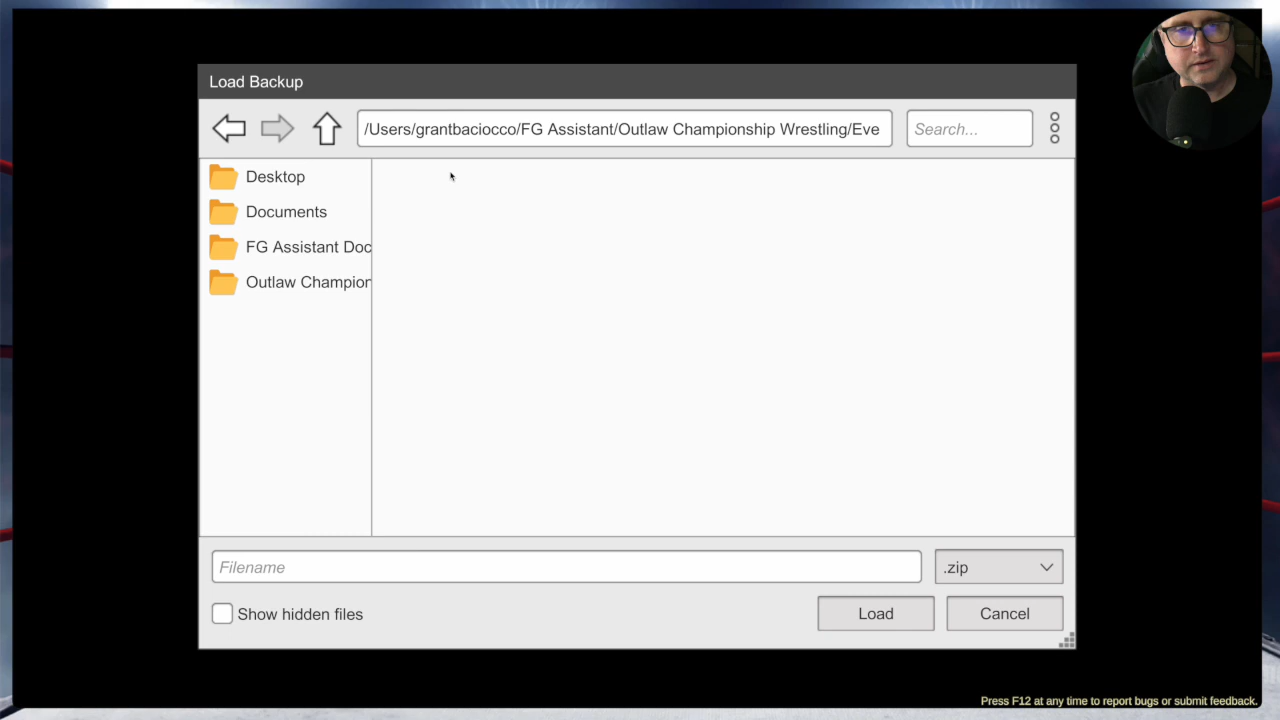 Load Backup
/Users/grantbaciocco/FG Assistant/Outlaw Championship Wrestling/Eve
Search...
Desktop
Documents
FG Assistant Doc
Outlaw Champion
Filename
.zip
Show hidden files
Load
Cancel
Press F12 at any time to report bugs or submit feedback.